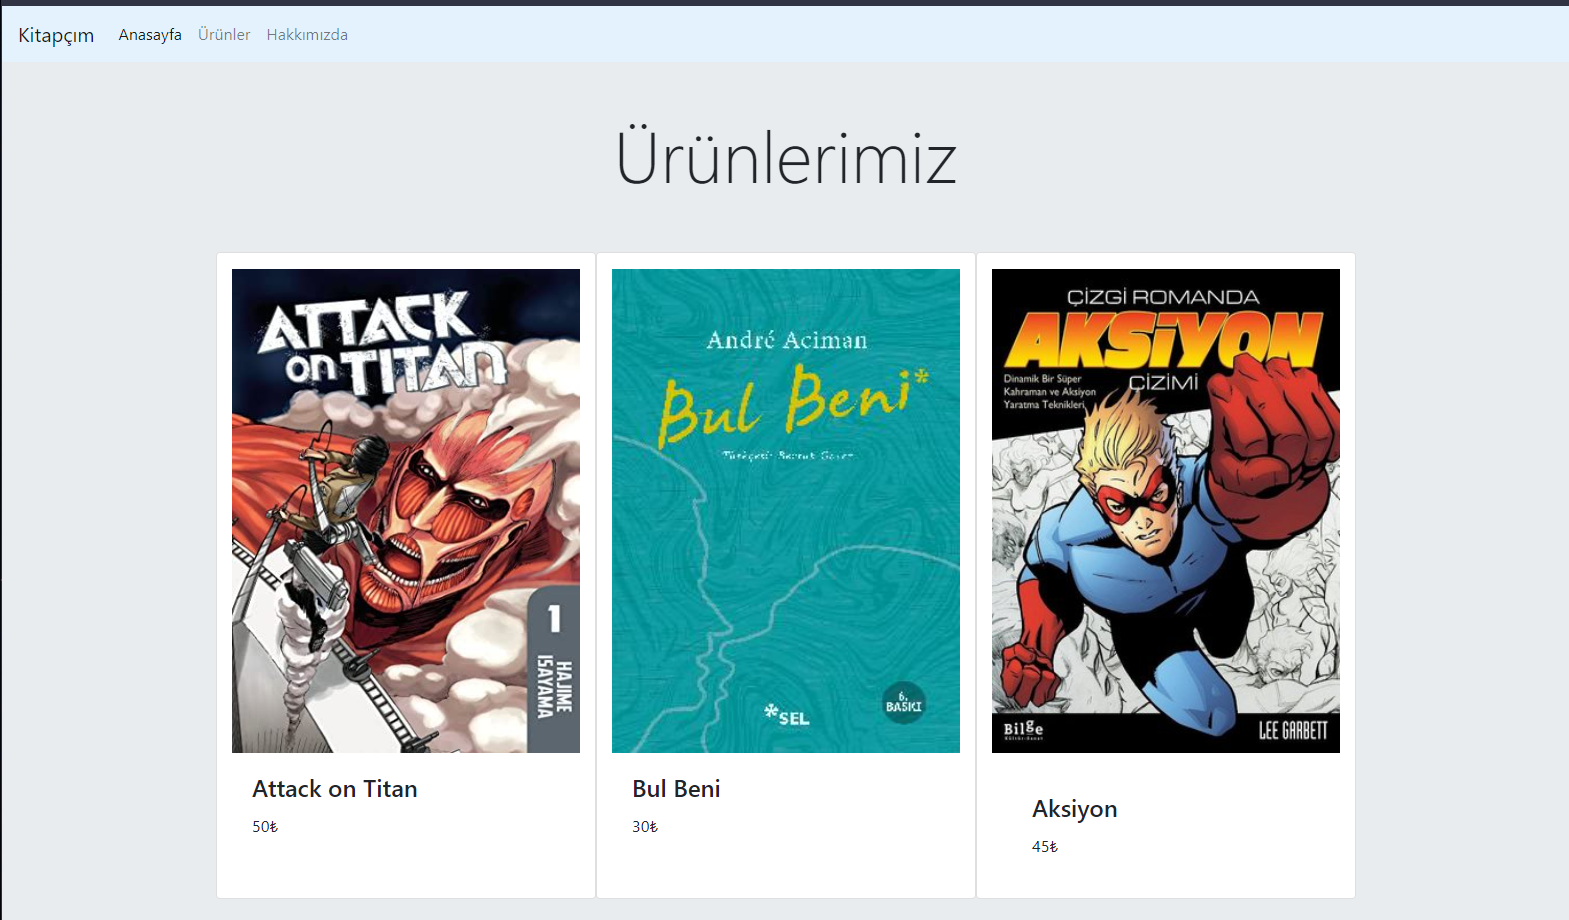 Kitapçım Anasayfa Ürünler Hakkımızda
Ürünlerimiz
ATTACK
on TITAN
1
HAJIME
ISAYAMA
Attack on Titan
50₺
André Aciman
Bul Beni*
Türkçesi:
6.
BASKI
*SEL
Bul Beni
30₺
ÇİZGİ ROMANDA
AKSİYON
ÇİZİMİ
Dinamik Bir Süper
Kahraman ve Aksiyon
Yaratma Teknikleri
Bilge
Kültür-Sanat
LEE GARBETT
Aksiyon
45₺